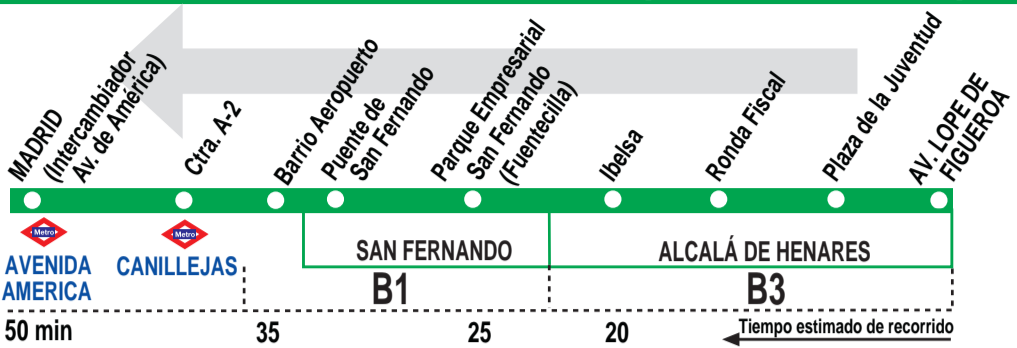 MADRID
(Intercambiador
Av. de América)
Ctra. A-2
Barrio Aeropuerto
Puente de
San Fernando
Parque Empresarial
San Fernando
(Fuentecilla)
Ibelsa
Ronda Fiscal
Plaza de la Juventud
AV. LOPE DE
FIGUEROA
Metro
Metro
AVENIDA
AMERICA
CANILLEJAS
SAN FERNANDO
ALCALÁ DE HENARES
B1
B3
50 min
35
25
20
Tiempo estimado de recorrido